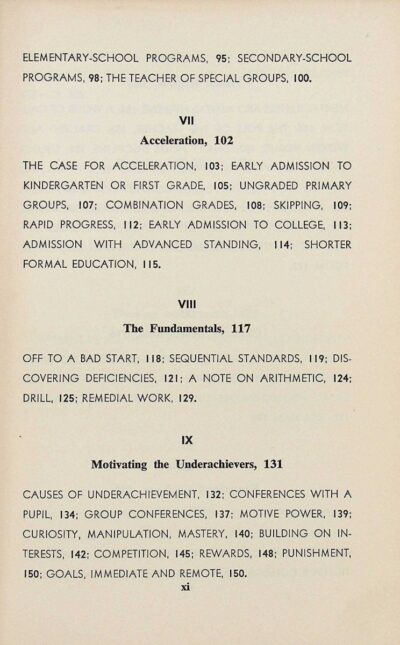 ELEMENTARY-SCHOOL PROGRAMS, 95; SECONDARY-SCHOOL
PROGRAMS, 98; THE TEACHER OF SPECIAL GROUPS, 100.
VII
Acceleration, 102
THE CASE FOR ACCELERATION, 103; EARLY ADMISSION TO
KINDERGARTEN OR FIRST GRADE, 105; UNGRADED PRIMARY
GROUPS, 107; COMBINATION GRADES, 108; SKIPPING, 109;
RAPID PROGRESS, 112; EARLY ADMISSION TO COLLEGE, 113;
ADMISSION WITH ADVANCED STANDING, 114; SHORTER
FORMAL EDUCATION, 115.
VIII
The Fundamentals, 117
OFF TO A BAD START, 118; SEQUENTIAL STANDARDS, 119; DIS-
COVERING DEFICIENCIES, 121; A NOTE ON ARITHMETIC, 124;
DRILL, 125; REMEDIAL WORK, 129.
IX
Motivating the Underachievers, 131
CAUSES OF UNDERACHIEVEMENT, 132; CONFERENCES WITH A
PUPIL, 134; GROUP CONFERENCES, 137; MOTIVE POWER, 139;
CURIOSITY, MANIPULATION, MASTERY, 140; BUILDING ON IN-
TERESTS, 142; COMPETITION, 145; REWARDS, 148; PUNISHMENT,
150; GOALS, IMMEDIATE AND REMOTE, 150.
xi